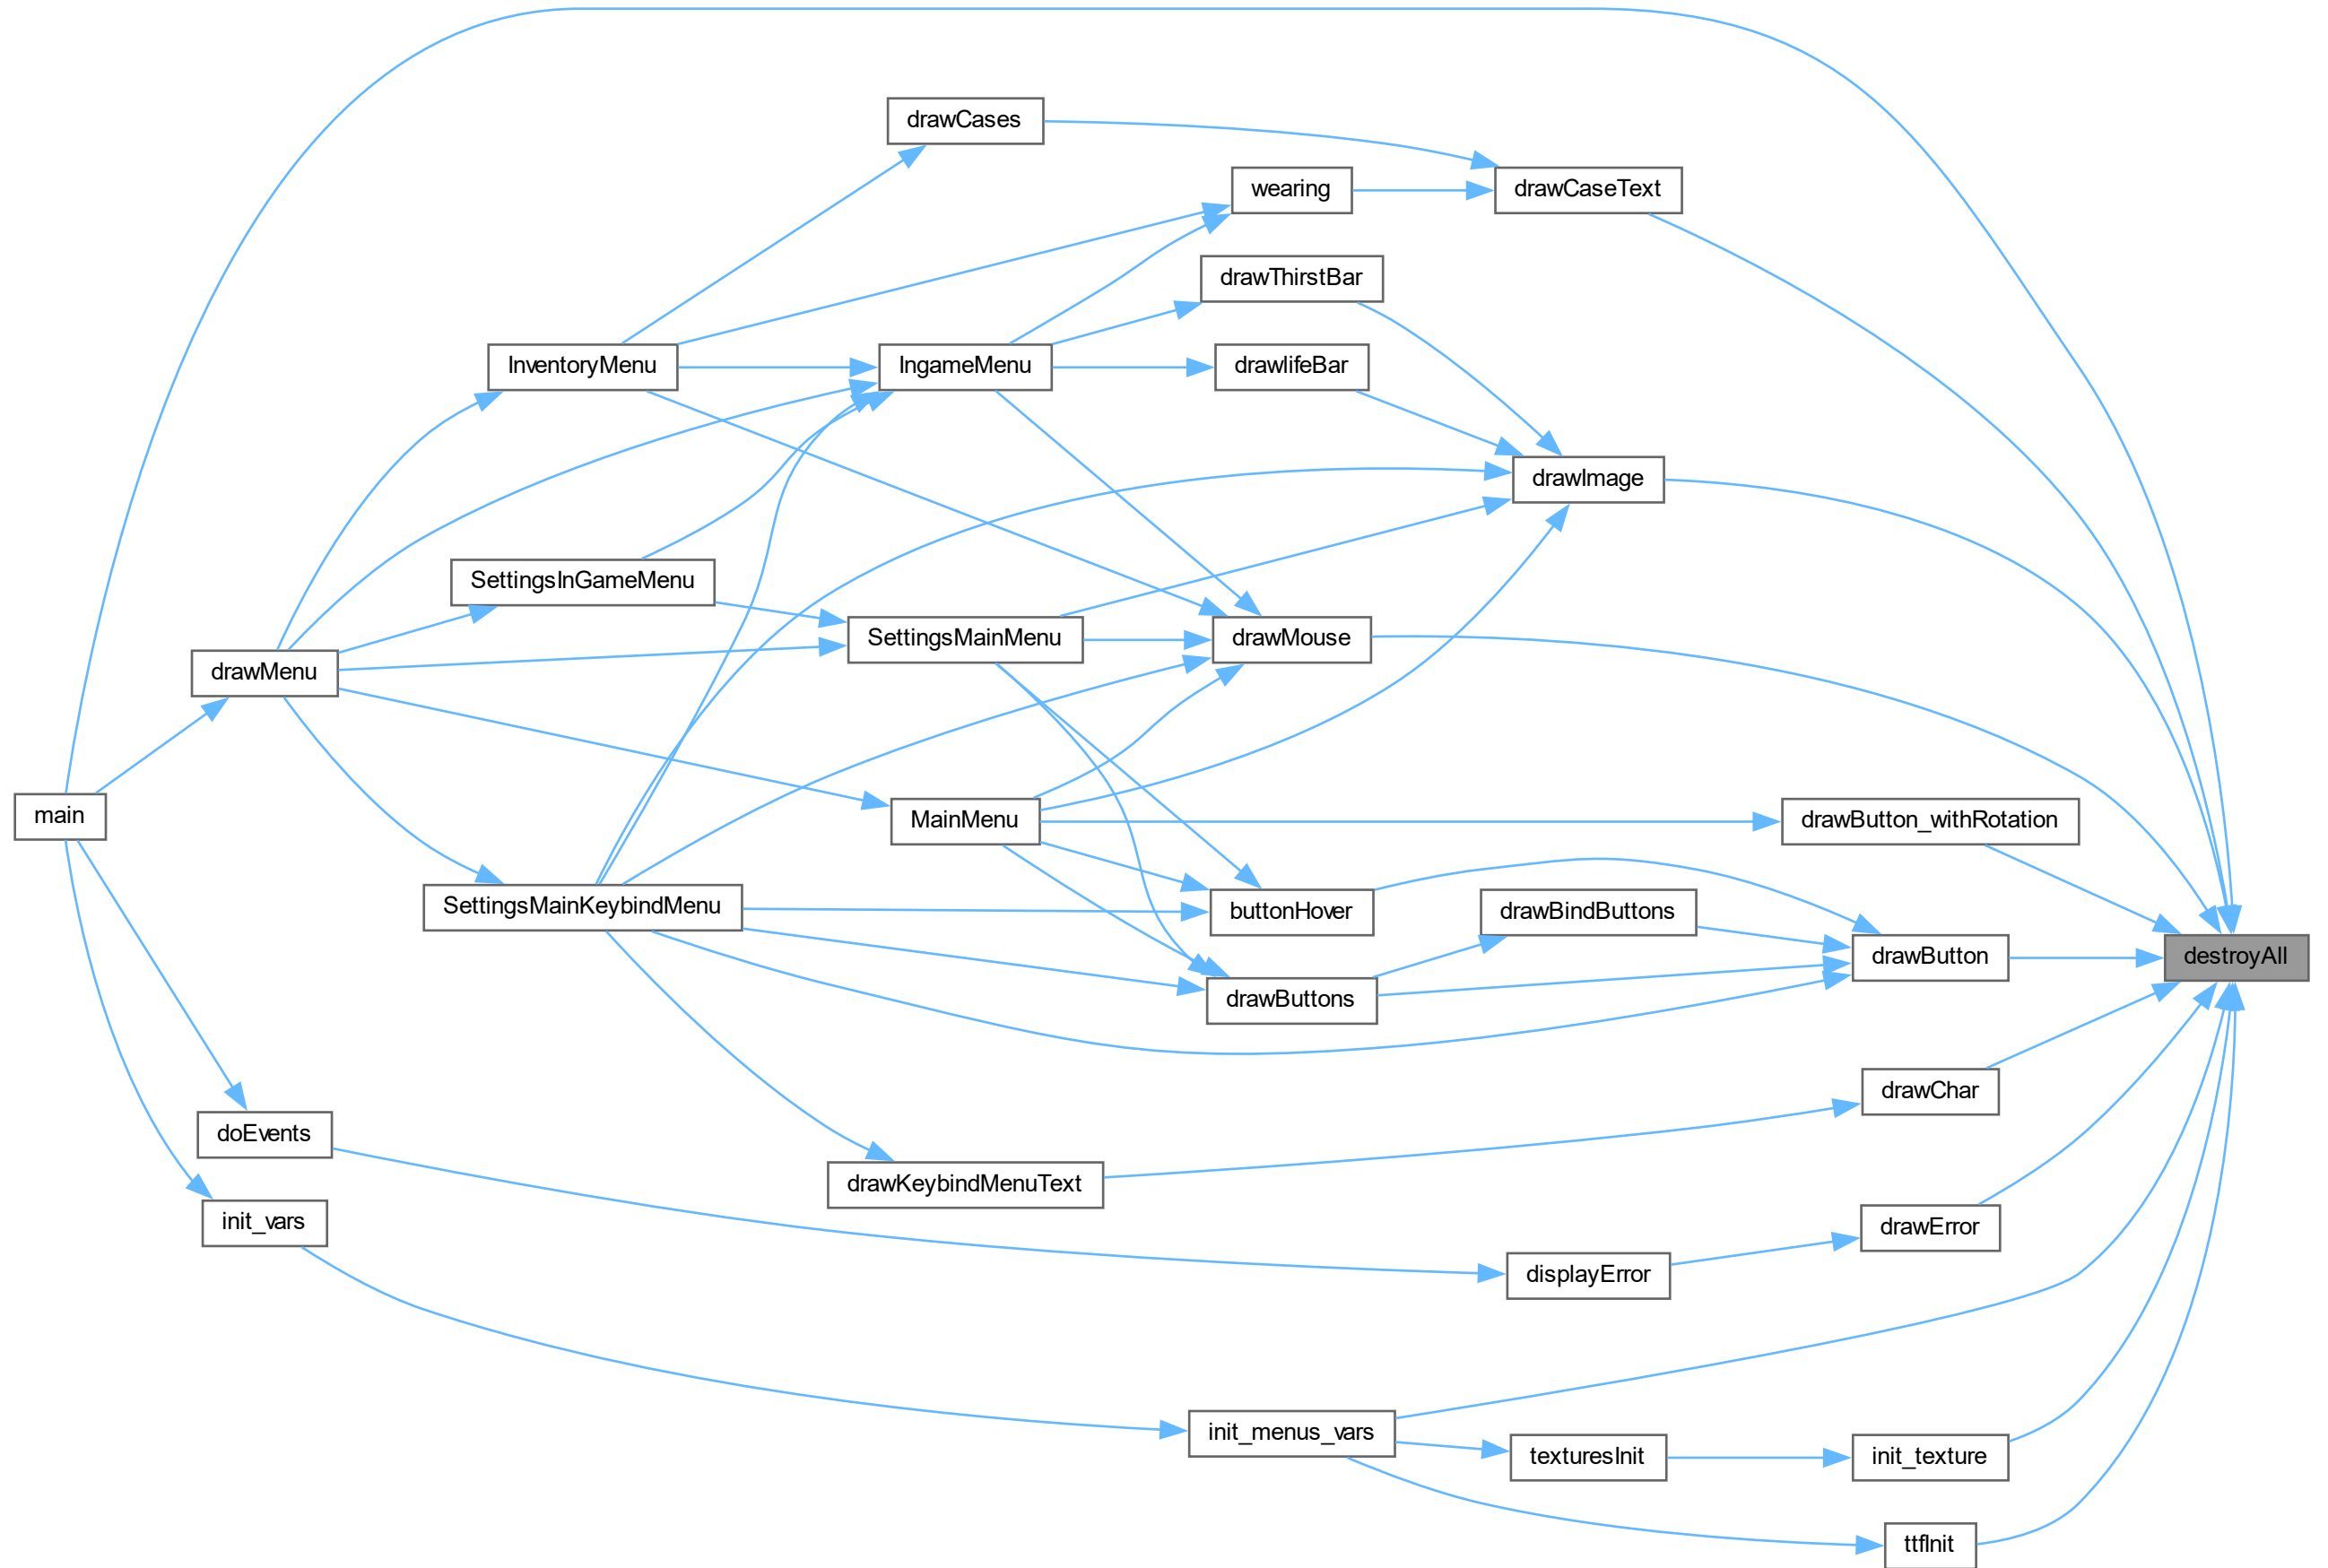 drawCases
wearing
drawCaseText
drawThirstBar
InventoryMenu
IngameMenu
drawlifeBar
drawImage
SettingsInGameMenu
SettingsMainMenu
drawMouse
drawMenu
main
MainMenu
drawButton_withRotation
SettingsMainKeybindMenu
buttonHover
drawBindButtons
drawButton
destroyAll
drawButtons
drawChar
doEvents
drawKeybindMenuText
init_vars
drawError
displayError
init_menus_vars
texturesInit
init_texture
ttfInit